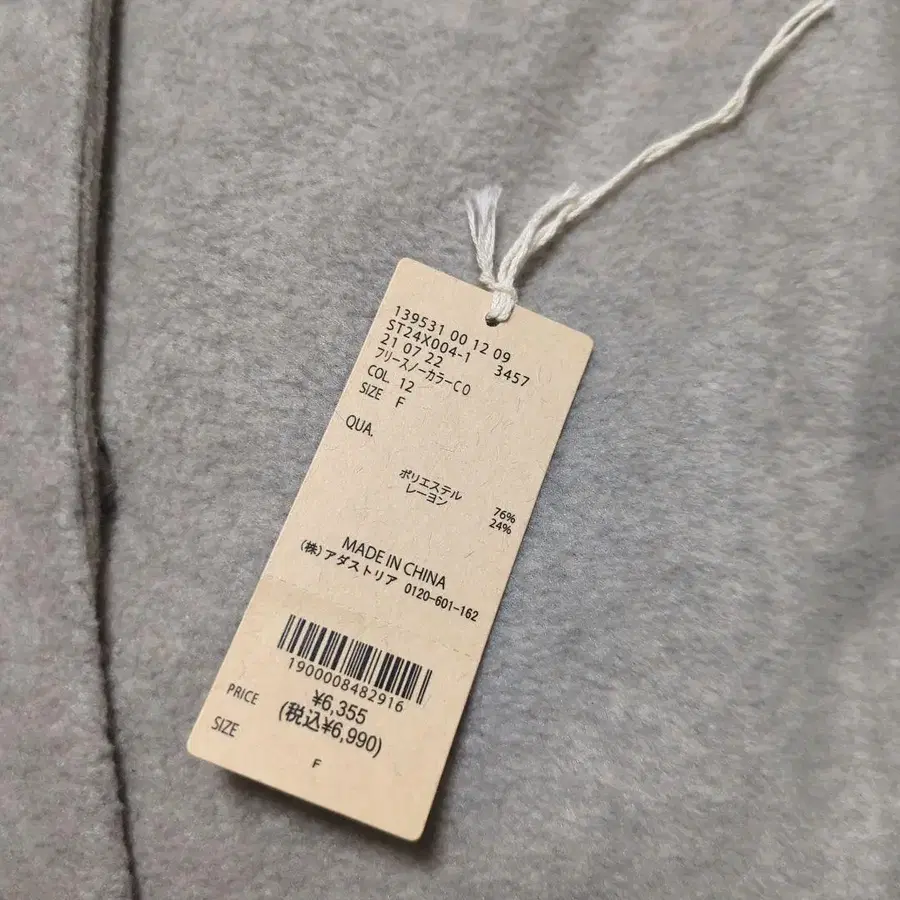 139531 00 12 09
ST24X004-1
21 07 22 3457
フリースノーカラーCO
COL 12
SIZE F
QUA.
ポリエステル 76%
レーヨン 24%
MADE IN CHINA
(株)アダストリア 0120-601-162
1900008482916
PRICE ¥6,355
(税込¥6,990)
SIZE F